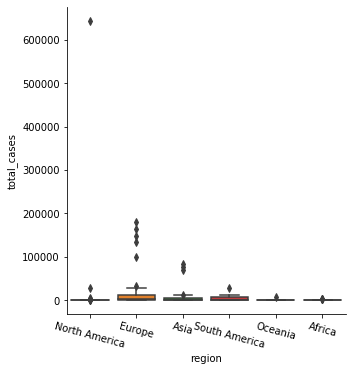 600000
500000
400000
300000
200000
100000
0
total_cases
North America
Europe
Asia
South America
Oceania
Africa
region